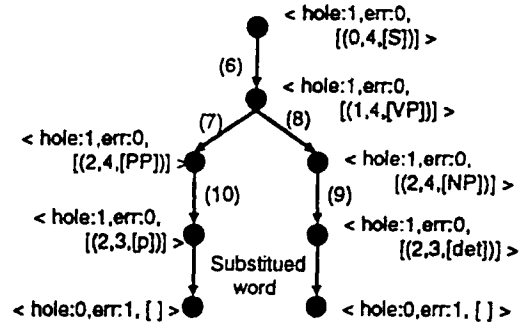 < hole:1,err:0,
[(0,4,[S])] >
(6)
< hole:1,err:0,
[(1,4,[VP])] >
(7)
(8)
< hole:1,err:0,
[(2,4,[PP])] >
< hole:1,err:0,
[(2,4,[NP])] >
(10)
(9)
< hole:1,err:0,
[(2,3,[p])] >
< hole:1,err:0,
[(2,3,[det])] >
Substitued
word
< hole:0,err:1, [ ] >
< hole:0,err:1, [ ] >